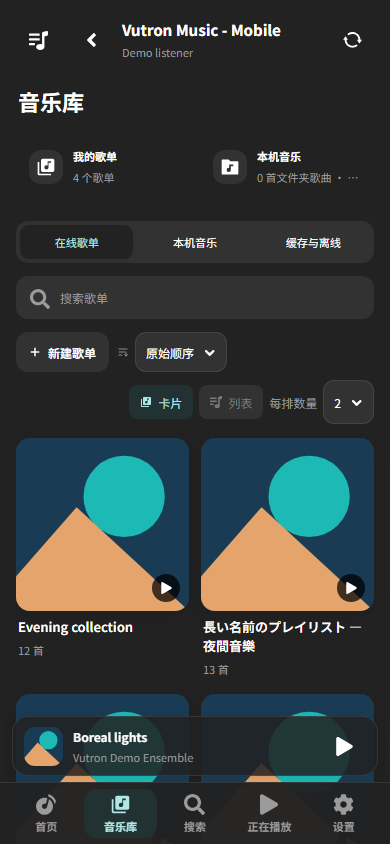 Vutron Music - Mobile
Demo listener
音乐库
我的歌单
4 个歌单
本机音乐
0 首文件夹歌曲 · …
在线歌单
本机音乐
缓存与离线
搜索歌单
新建歌单
原始顺序
卡片
列表
每排数量
2
Evening collection
12 首
長い名前のプレイリスト —
夜間音樂
13 首
Boreal lights
Vutron Demo Ensemble
首页
音乐库
搜索
正在播放
设置